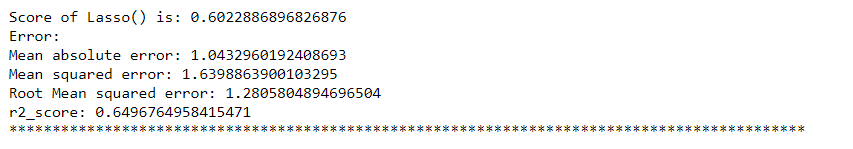 Score of Lasso() is: 0.6022886896826876
Error:
Mean absolute error: 1.0432960192408693
Mean squared error: 1.6398863900103295
Root Mean squared error: 1.2805804894696504
r2_score: 0.6496764958415471
********************************************************************************************